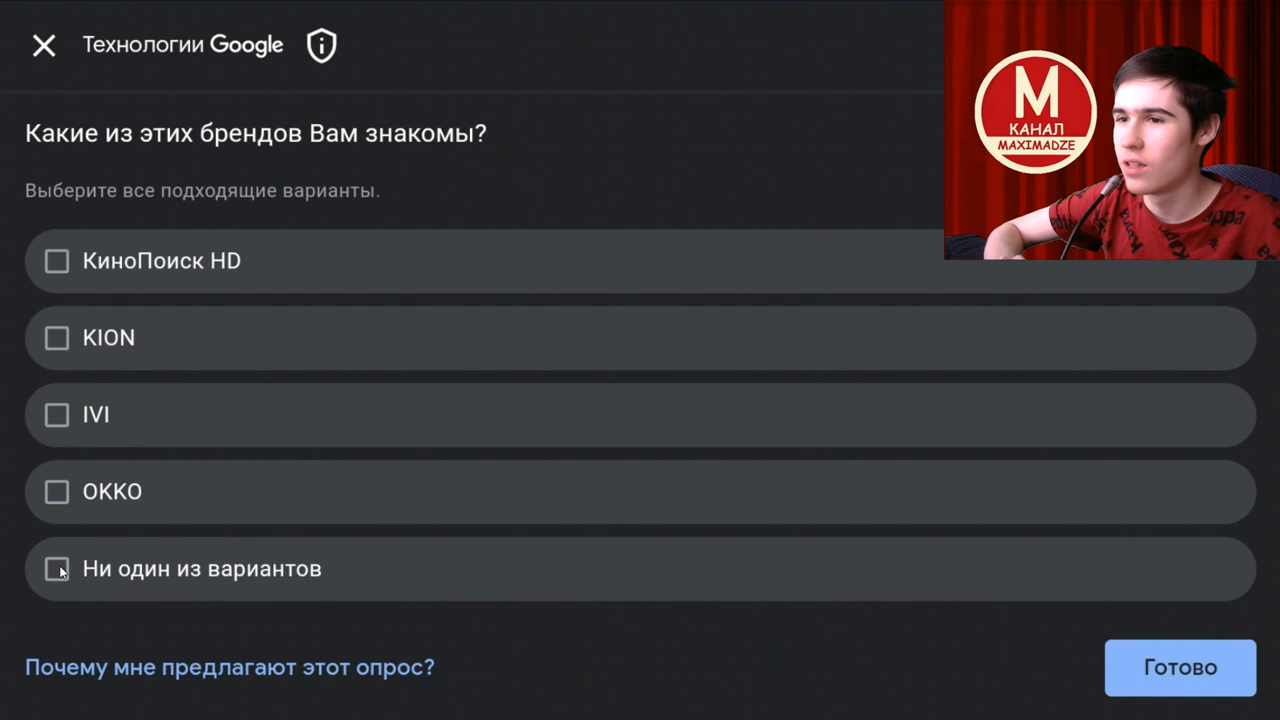 Технологии Google
Какие из этих брендов Вам знакомы?
Выберите все подходящие варианты.
КиноПоиск HD
KION
IVI
OKKO
Ни один из вариантов
Почему мне предлагают этот опрос?
Готово
М
КАНАЛ
MAXIMADZE